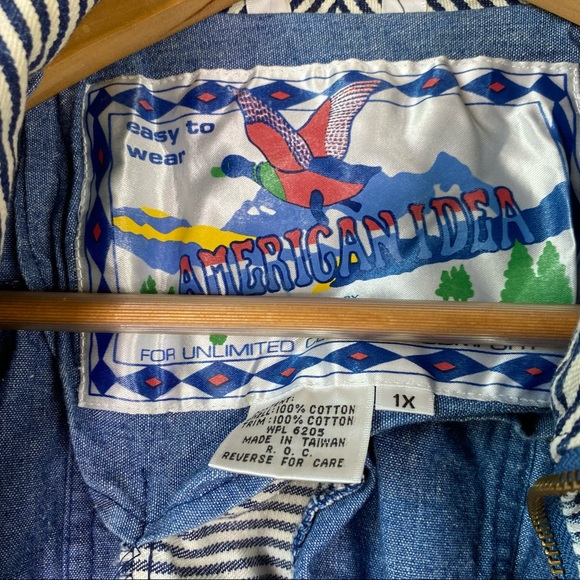 easy to
wear
AMERICAN IDEA
FOR UNLIMITED
1X
SHELL:100% COTTON
TRIM:100% COTTON
WPL 6205
MADE IN TAIWAN
R. O. C.
REVERSE FOR CARE